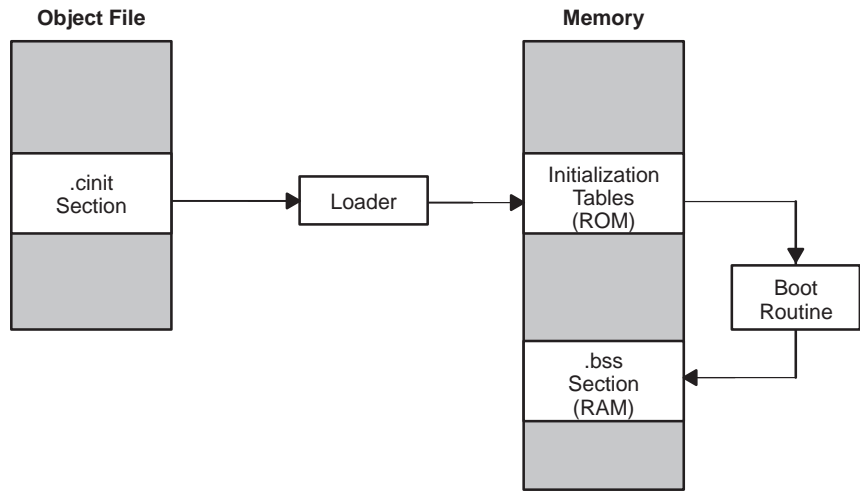 Object File
Memory
.cinit
Section
Loader
Initialization
Tables
(ROM)
Boot
Routine
.bss
Section
(RAM)